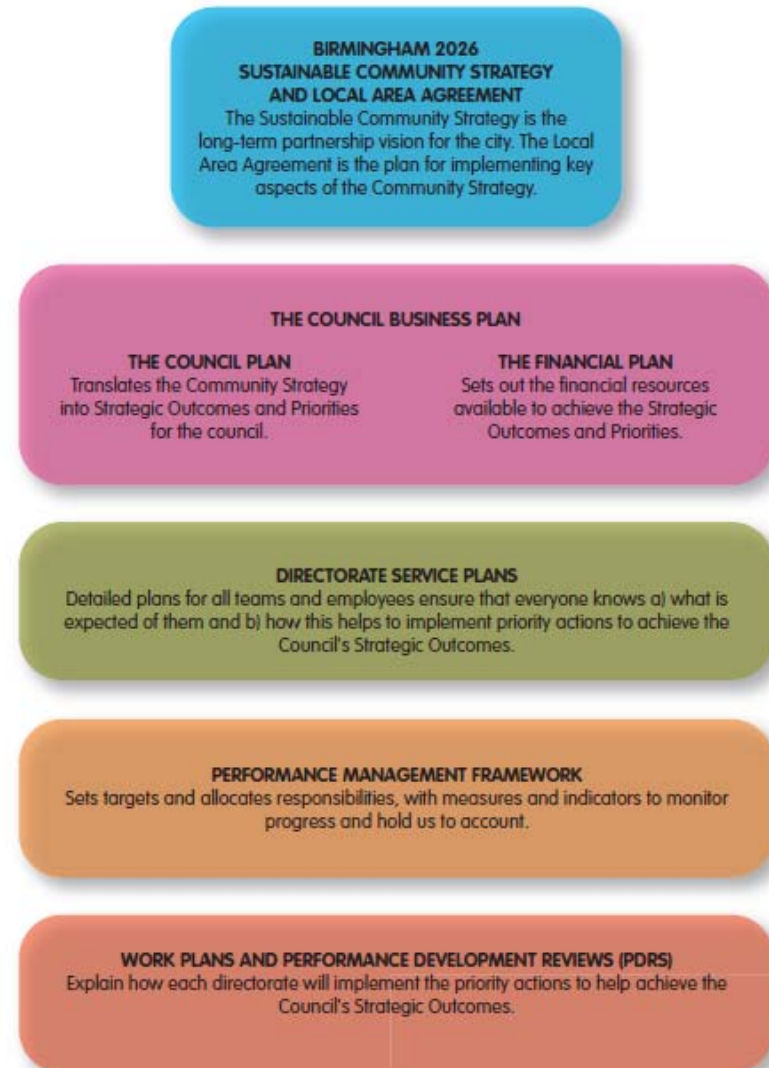 BIRMINGHAM 2026
SUSTAINABLE COMMUNITY STRATEGY
AND LOCAL AREA AGREEMENT
The Sustainable Community Strategy is the
long-term partnership vision for the city. The Local
Area Agreement is the plan for implementing key
aspects of the Community Strategy.
THE COUNCIL BUSINESS PLAN
THE COUNCIL PLAN
Translates the Community Strategy
into Strategic Outcomes and Priorities
for the council.
THE FINANCIAL PLAN
Sets out the financial resources
available to achieve the Strategic
Outcomes and Priorities.
DIRECTORATE SERVICE PLANS
Detailed plans for all teams and employees ensure that everyone knows a) what is
expected of them and b) how this helps to implement priority actions to achieve the
Council's Strategic Outcomes.
PERFORMANCE MANAGEMENT FRAMEWORK
Sets targets and allocates responsibilities, with measures and indicators to monitor
progress and hold us to account.
WORK PLANS AND PERFORMANCE DEVELOPMENT REVIEWS (PDRS)
Explain how each directorate will implement the priority actions to help achieve the
Council's Strategic Outcomes.